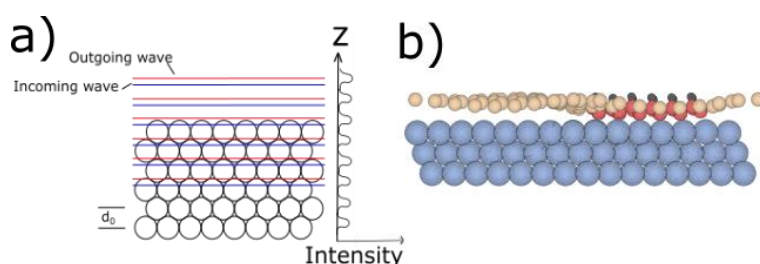 a)
Outgoing wave
Incoming wave
d₀
z
Intensity
b)